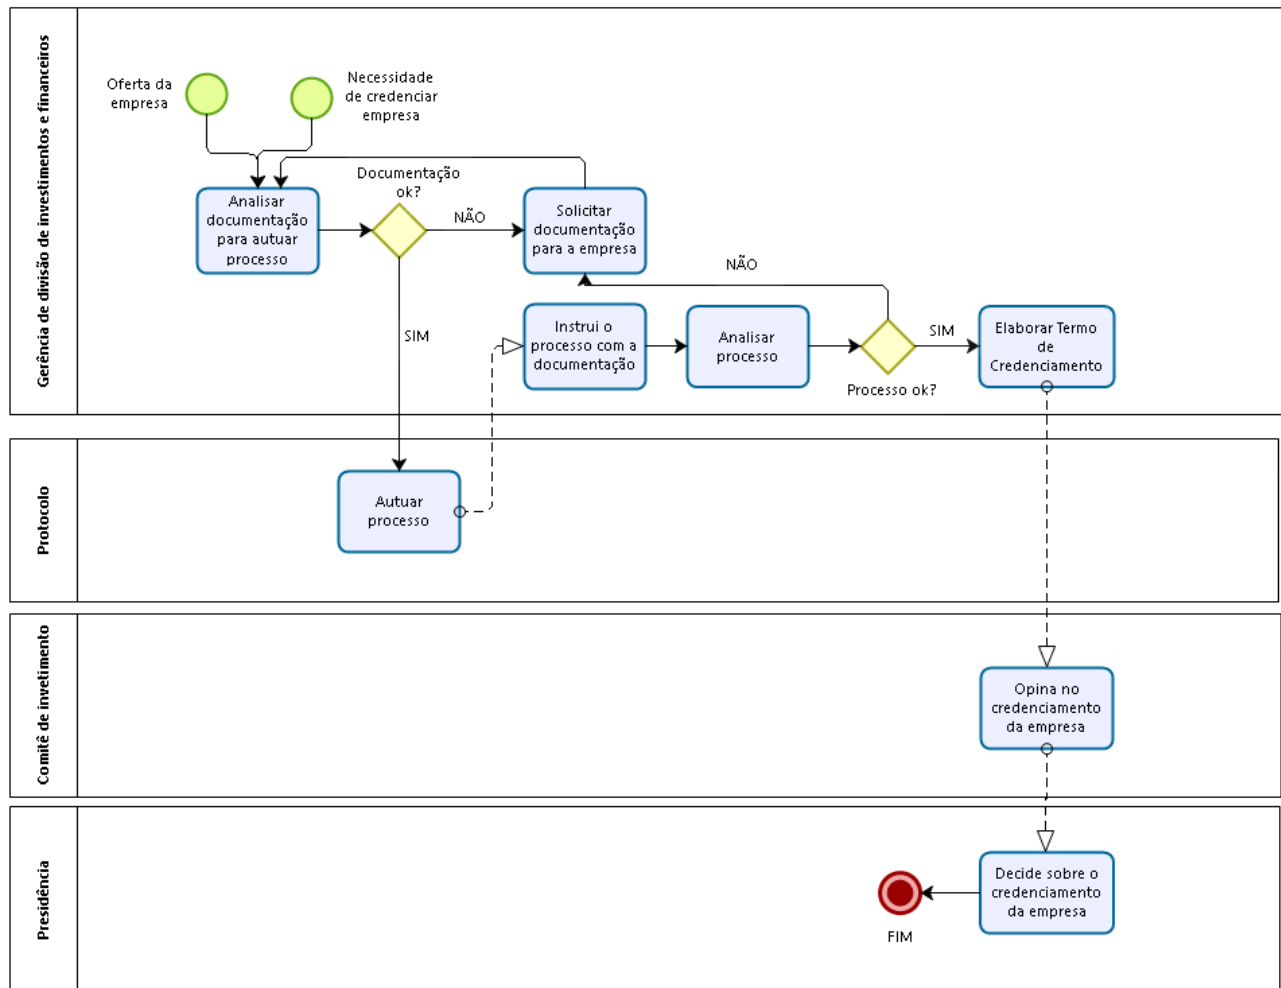 Gerência de divisão de investimentos e financeiros
Oferta da
empresa
Necessidade
de credenciar
empresa
Analisar
documentação
para autuar
processo
Documentação
ok?
NÃO
Solicitar
documentação
para a empresa
SIM
NÃO
Instrui o
processo com a
documentação
Analisar
processo
Processo ok?
SIM
Elaborar Termo
de
Credenciamento
Protocolo
Autuar
processo
Comitê de invetimento
Opina no
credenciamento
da empresa
Presidência
Decide sobre o
credenciamento
da empresa
FIM